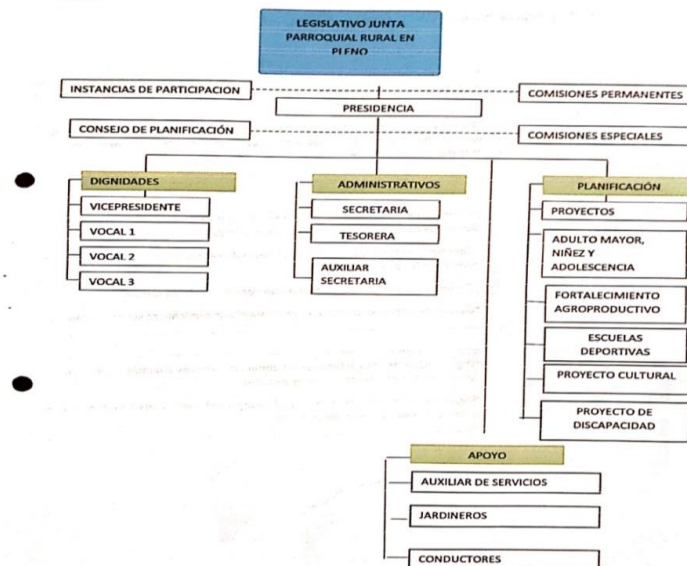 LEGISLATIVO JUNTA
PARROQUIAL RURAL EN
PLENO
INSTANCIAS DE PARTICIPACION
COMISIONES PERMANENTES
PRESIDENCIA
CONSEJO DE PLANIFICACIÓN
COMISIONES ESPECIALES
DIGNIDADES
VICEPRESIDENTE
VOCAL 1
VOCAL 2
VOCAL 3
ADMINISTRATIVOS
SECRETARIA
TESORERA
AUXILIAR
SECRETARIA
PLANIFICACIÓN
PROYECTOS
ADULTO MAYOR,
NIÑEZ Y
ADOLESCENCIA
FORTALECIMIENTO
AGROPRODUCTIVO
ESCUELAS
DEPORTIVAS
PROYECTO CULTURAL
PROYECTO DE
DISCAPACIDAD
APOYO
AUXILIAR DE SERVICIOS
JARDINEROS
CONDUCTORES